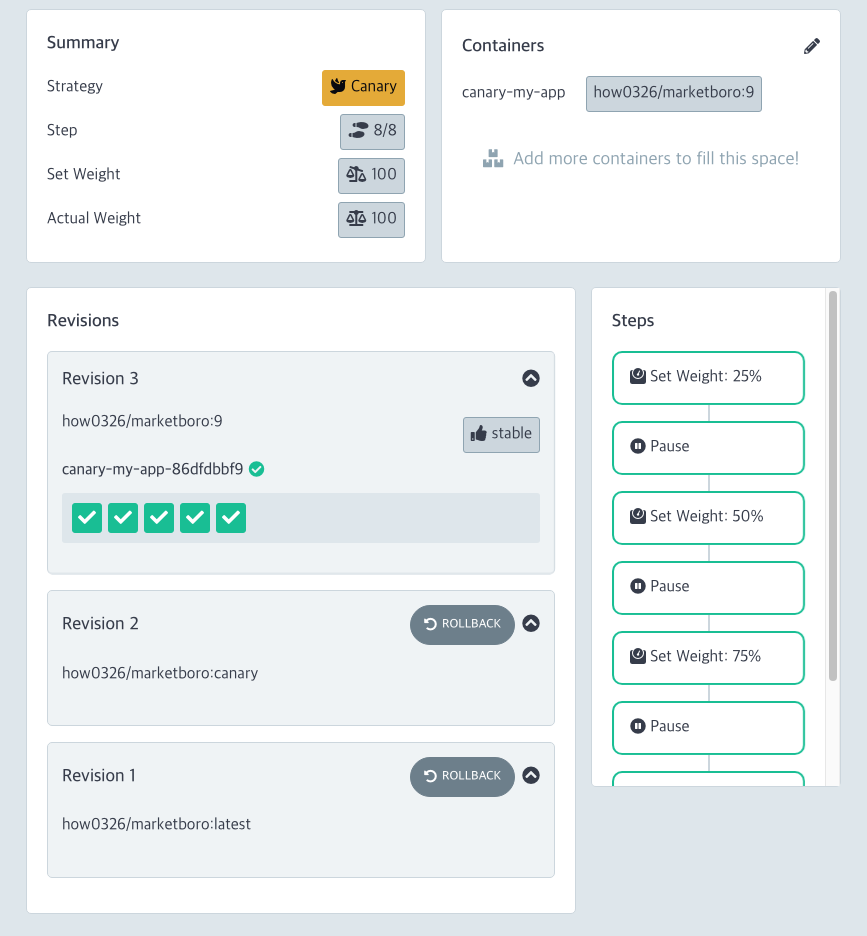 Summary
Strategy
Canary
Step
8/8
Set Weight
100
Actual Weight
100
Containers
canary-my-app
how0326/marketboro:9
Add more containers to fill this space!
Revisions
Revision 3
how0326/marketboro:9
stable
canary-my-app-86dfdbbf9
Revision 2
ROLLBACK
how0326/marketboro:canary
Revision 1
ROLLBACK
how0326/marketboro:latest
Steps
Set Weight: 25%
Pause
Set Weight: 50%
Pause
Set Weight: 75%
Pause